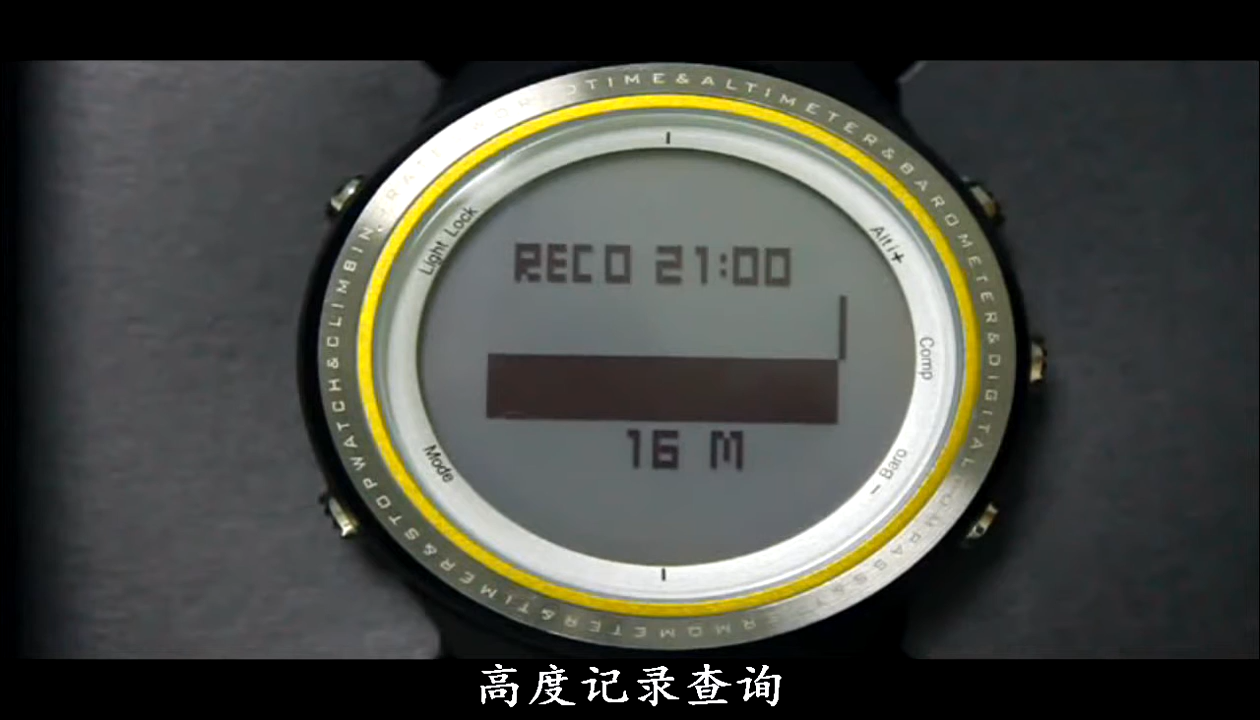 TIME & ALTIMETER & BAROMETER & DIGITAL
Light Lock
Alti+
RECO 21:00
Comp
16 M
Mode
− Baro
TIMER & STOPWATCH & CLIMBIN
高度记录查询